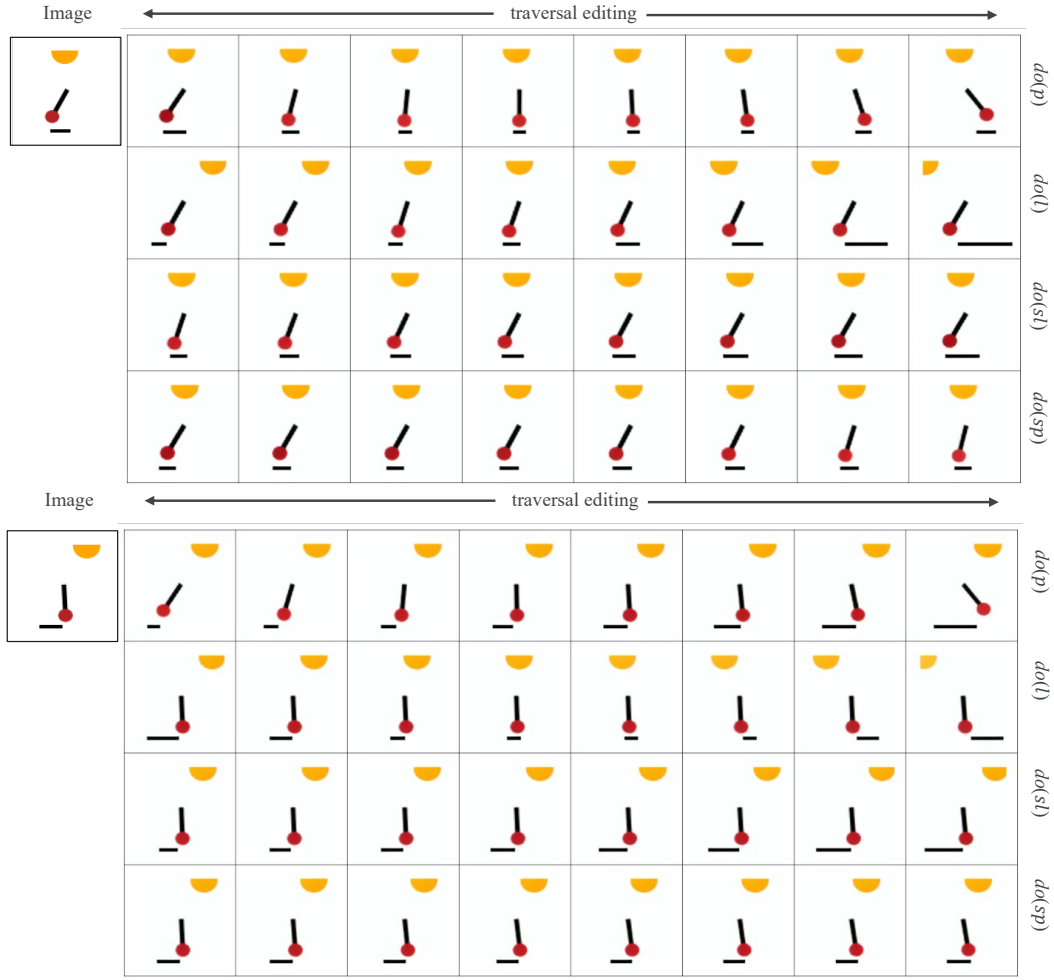 Image
traversal editing
do(p)
do(l)
do(sl)
do(sp)
Image
traversal editing
do(p)
do(l)
do(sl)
do(sp)